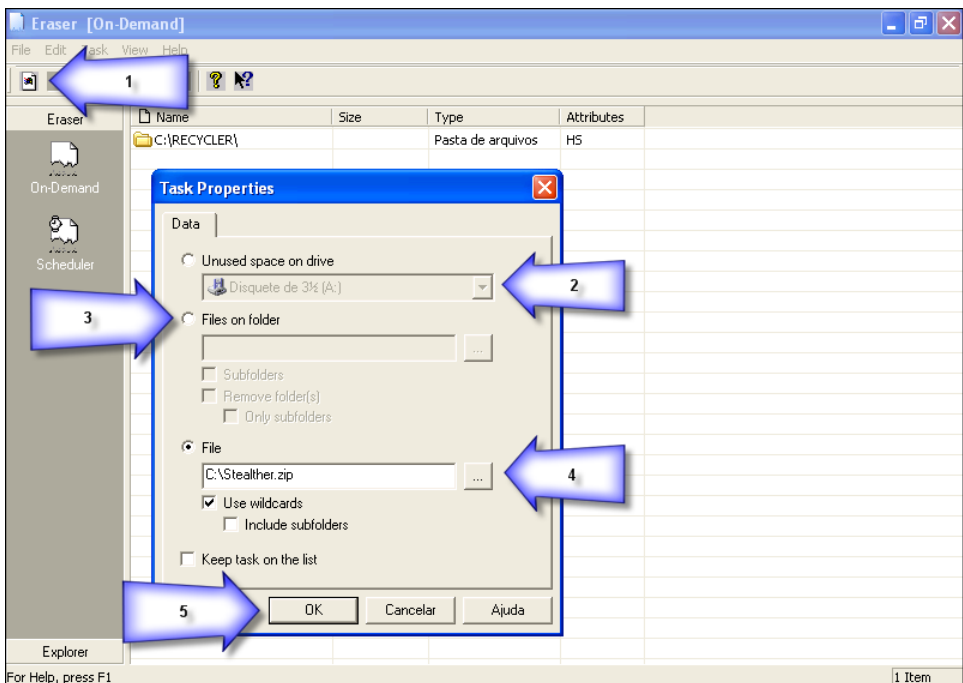 Eraser [On-Demand]
File Edit Task View Help
1
Eraser
Name Size Type Attributes
C:\RECYCLER\ Pasta de arquivos HS
On-Demand
Scheduler
Task Properties
Data
Unused space on drive
Disquete de 3½ (A:)
2
3
Files on folder
...
Subfolders
Remove folder(s)
Only subfolders
File
C:\Stealther.zip
...
4
Use wildcards
Include subfolders
Keep task on the list
5
OK Cancelar Ajuda
Explorer
For Help, press F1 1 Item